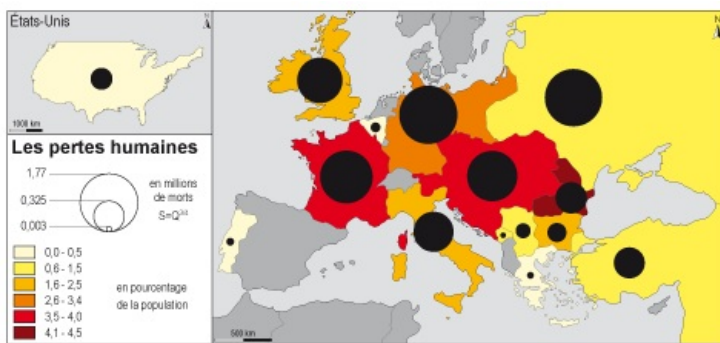 États-Unis
N
1000 km
Les pertes humaines
1,77
0,325
0,003
en millions
de morts
0,0 - 0,5
0,6 - 1,5
1,6 - 2,5
2,6 - 3,4
3,5 - 4,0
4,1 - 4,5
en pourcentage
de la population
N
500 km